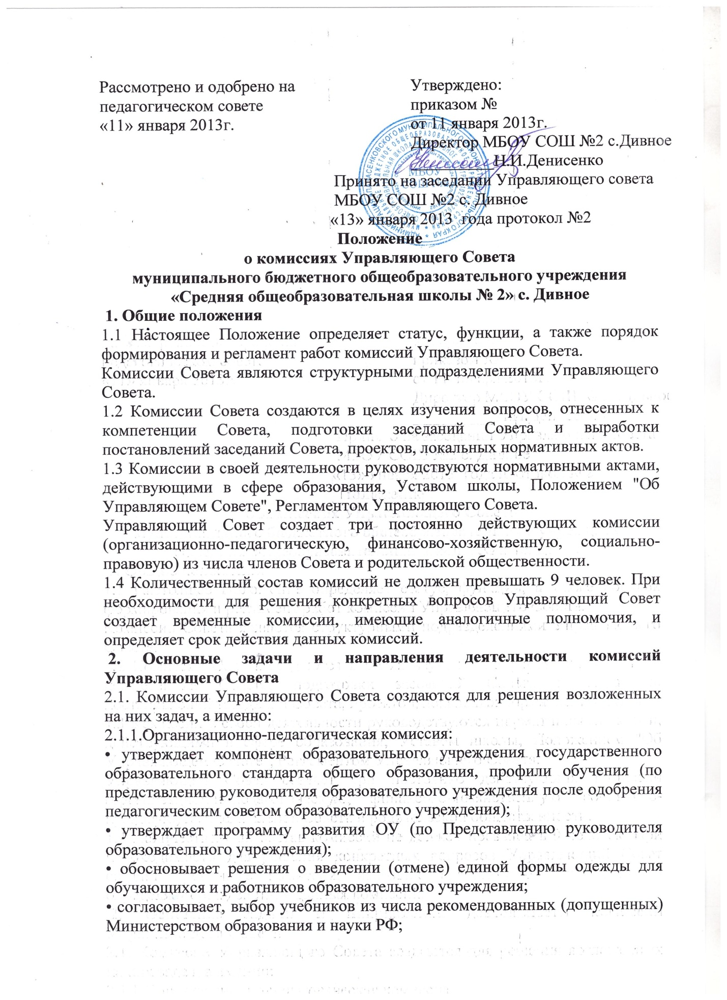 Рассмотрено и одобрено на
педагогическом совете
«11» января 2013г.
Утверждено:
приказом №
от 11 января 2013г.
Директор МБОУ СОШ №2 с.Дивное
Н.И.Денисенко
Принято на заседании Управляющего совета
МБОУ СОШ №2 с. Дивное
«13» января 2013 года протокол №2
МБОУ
Положение
о комиссиях Управляющего Совета
муниципального бюджетного общеобразовательного учреждения
«Средняя общеобразовательная школы № 2» с. Дивное
1. Общие положения
1.1 Настоящее Положение определяет статус, функции, а также порядок
формирования и регламент работ комиссий Управляющего Совета.
Комиссии Совета являются структурными подразделениями Управляющего
Совета.
1.2 Комиссии Совета создаются в целях изучения вопросов, отнесенных к
компетенции Совета, подготовки заседаний Совета и выработки
постановлений заседаний Совета, проектов, локальных нормативных актов.
1.3 Комиссии в своей деятельности руководствуются нормативными актами,
действующими в сфере образования, Уставом школы, Положением "Об
Управляющем Совете", Регламентом Управляющего Совета.
Управляющий Совет создает три постоянно действующих комиссии
(организационно-педагогическую, финансово-хозяйственную, социально-
правовую) из числа членов Совета и родительской общественности.
1.4 Количественный состав комиссий не должен превышать 9 человек. При
необходимости для решения конкретных вопросов Управляющий Совет
создает временные комиссии, имеющие аналогичные полномочия, и
определяет срок действия данных комиссий.
2. Основные задачи и направления деятельности комиссий
Управляющего Совета
2.1. Комиссии Управляющего Совета создаются для решения возложенных
на них задач, а именно:
2.1.1.Организационно-педагогическая комиссия:
• утверждает компонент образовательного учреждения государственного
образовательного стандарта общего образования, профили обучения (по
представлению руководителя образовательного учреждения после одобрения
педагогическим советом образовательного учреждения);
• утверждает программу развития ОУ (по Представлению руководителя
образовательного учреждения);
• обосновывает решения о введении (отмене) единой формы одежды для
обучающихся и работников образовательного учреждения;
• согласовывает, выбор учебников из числа рекомендованных (допущенных)
Министерством образования и науки РФ;